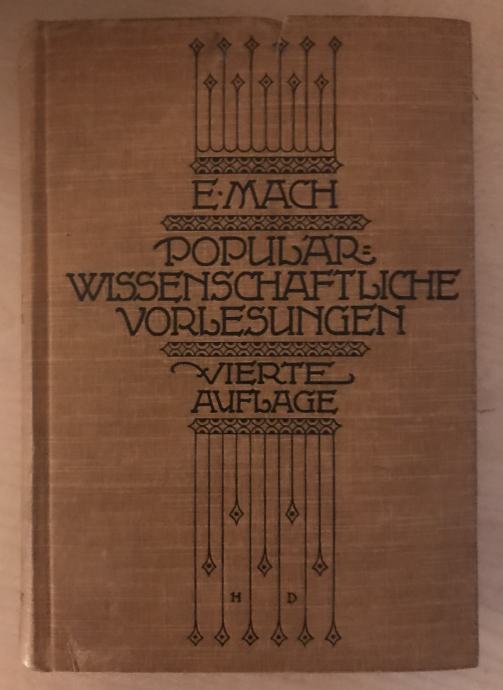 E·MACH
POPULÄR=
WISSENSCHAFTLICHE
VORLESUNGEN
VIERTE
AUFLAGE
H D